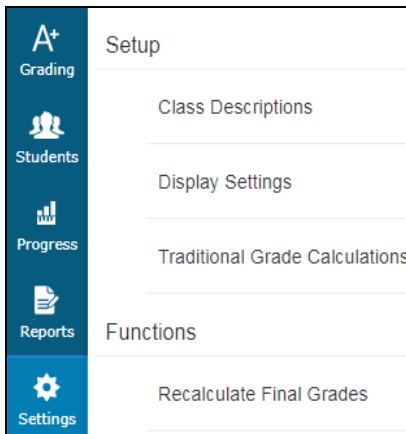 A+
Grading
Students
Progress
Reports
Settings
Setup
Class Descriptions
Display Settings
Traditional Grade Calculations
Functions
Recalculate Final Grades